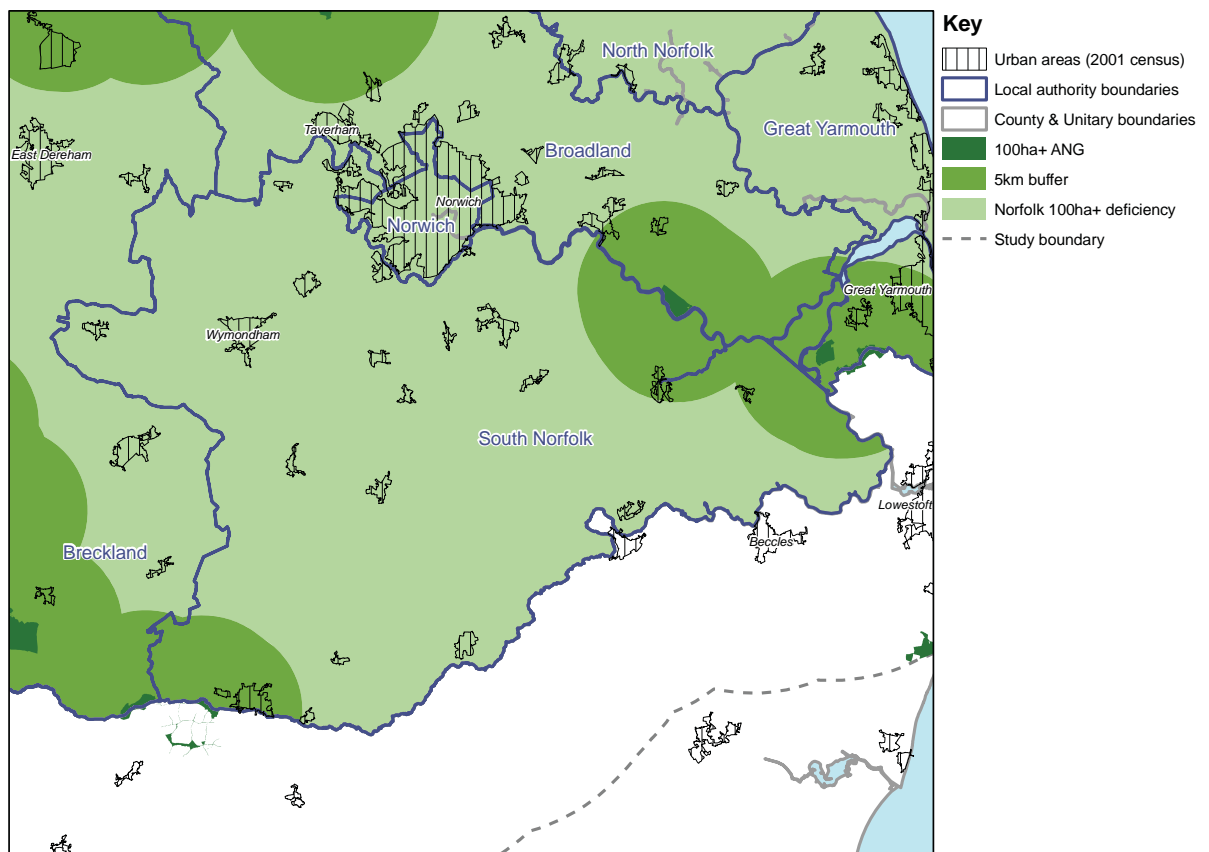 Key
Urban areas (2001 census)
Local authority boundaries
County & Unitary boundaries
100ha+ ANG
5km buffer
Norfolk 100ha+ deficiency
Study boundary
North Norfolk
Great Yarmouth
Taverham
Broadland
East Dereham
Norwich
Norwich
Great Yarmouth
Wymondham
South Norfolk
Lowestoft
Beccles
Breckland